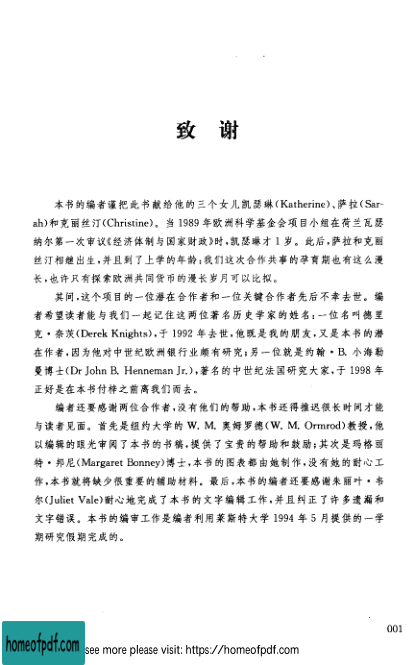 致 谢
本书的编者谨把此书献给他的三个女儿凯瑟琳(Katherine)、萨拉(Sar-
ah)和克丽丝汀(Christine)。当1989年欧洲科学基金会项目小组在荷兰瓦瑟
纳尔第一次审议《经济体制与国家财政》时,凯瑟琳才1岁。此后,萨拉和克丽
丝汀相继出生,并且到了上学的年龄;我们这次合作共事的孕育期也有这么漫
长,也许只有探索欧洲共同货币的漫长岁月可以比拟。
其间,这个项目的一位潜在合作者和一位关键合作者先后不幸去世。编
者希望读者能与我们一起记住这两位著名历史学家的姓名:一位名叫德里
克·奈茨(Derek Knights),于1992年去世,他既是我的朋友,又是本书的潜
在作者,因为他对中世纪欧洲银行业颇有研究;另一位就是约翰·B.小海勒
曼博士(Dr John B. Henneman Jr.),著名的中世纪法国研究大家,于1998年
正好是在本书付梓之前离我们而去。
编者还要感谢两位合作者,没有他们的帮助,本书还得推迟很长时间才能
与读者见面。首先是纽约大学的W.M.奥姆罗德(W. M. Ormrod)教授,他
以编辑的眼光审阅了本书的书稿,提供了宝贵的帮助和鼓励;其次是玛格丽
特·邦尼(Margaret Bonney)博士,本书的图表都由她制作,没有她的耐心工
作,本书就将缺少很重要的辅助材料。最后,本书的编者还要感谢朱丽叶·韦
尔(Juliet Vale)耐心地完成了本书的文字编辑工作,并且纠正了许多遗漏和
文字错误。本书的编审工作是编者利用莱斯特大学1994年5月提供的一学
期研究假期完成的。
001
homeofpdf.com
see more please visit: https://homeofpdf.com